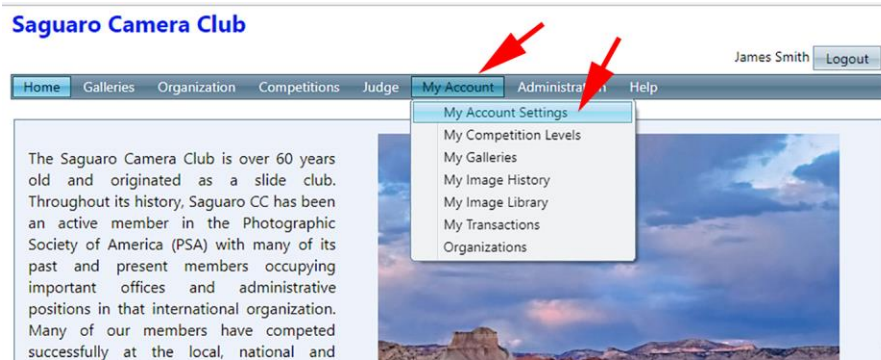 Saguaro Camera Club
James Smith Logout
Home Galleries Organization Competitions Judge My Account Administration Help
My Account Settings
My Competition Levels
My Galleries
My Image History
My Image Library
My Transactions
Organizations
The Saguaro Camera Club is over 60 years
old and originated as a slide club.
Throughout its history, Saguaro CC has been
an active member in the Photographic
Society of America (PSA) with many of its
past and present members occupying
important offices and administrative
positions in that international organization.
Many of our members have competed
successfully at the local, national and